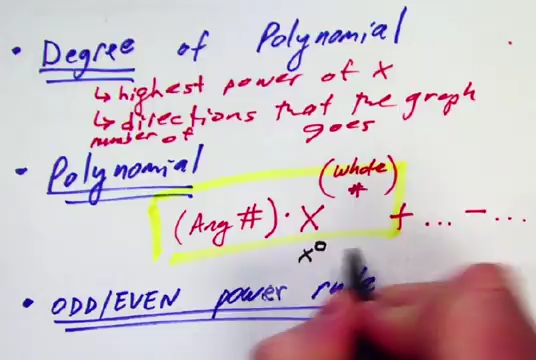 • Degree of Polynomial
↳ highest power of X
↳ directions that the graph
number of goes
• Polynomial
(Any #) · X^(whole #) + ... - ...
x⁰
• ODD/EVEN power rule